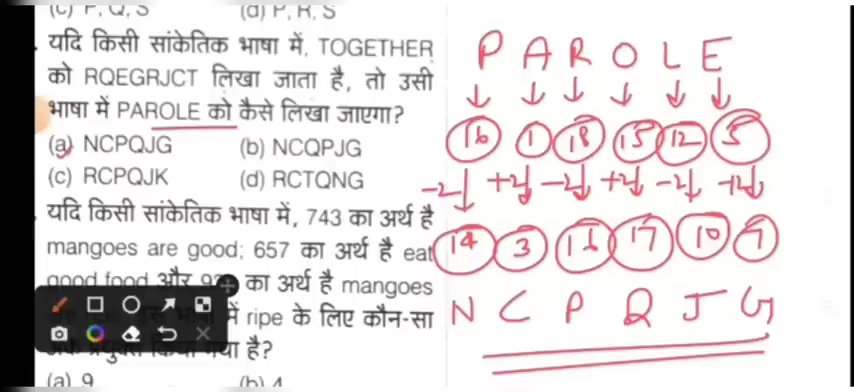 (c) P, Q, S (d) P, R, S
यदि किसी सांकेतिक भाषा में, TOGETHER
को RQEGRJCT लिखा जाता है, तो उसी
भाषा में PAROLE को कैसे लिखा जाएगा?
(a) NCPQJG (b) NCQPJG
(c) RCPQJK (d) RCTQNG
यदि किसी सांकेतिक भाषा में, 743 का अर्थ है
mangoes are good; 657 का अर्थ है eat
good food और का अर्थ है mangoes
में ripe के लिए कौन-सा
किया गया है?
(a) 9 (b) 4
P A R O L E
16 1 18 15 12 5
-2 +2 -2 +2 -2 +2
14 3 16 17 10 7
N C P Q J G